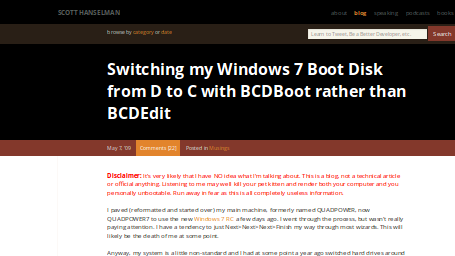 SCOTT HANSELMAN
about blog speaking podcasts books
browse by category or date
Learn to Tweet, Be a Better Developer, etc.
Search
Switching my Windows 7 Boot Disk
from D to C with BCDBoot rather than
BCDEdit
May 7, '09 Comments [22] Posted in Musings
Disclaimer: It's very likely that I have NO idea what I'm talking about. This is a blog, not a technical article
or official anything. Listening to me may well kill your pet kitten and render both your computer and you
personally unbootable. Run away in fear as this is all completely useless information.
I paved (reformatted and started over) my main machine, formerly named QUADPOWER, now
QUADPOWER7 to use the new Windows 7 RC a few days ago. I went through the process, but wasn't really
paying attention. I have a tendency to just Next>Next>Next>Finish my way through most wizards. This will
likely be the death of me at some point.
Anyway, my system is a little non-standard and I had at some point a year ago switched hard drives around